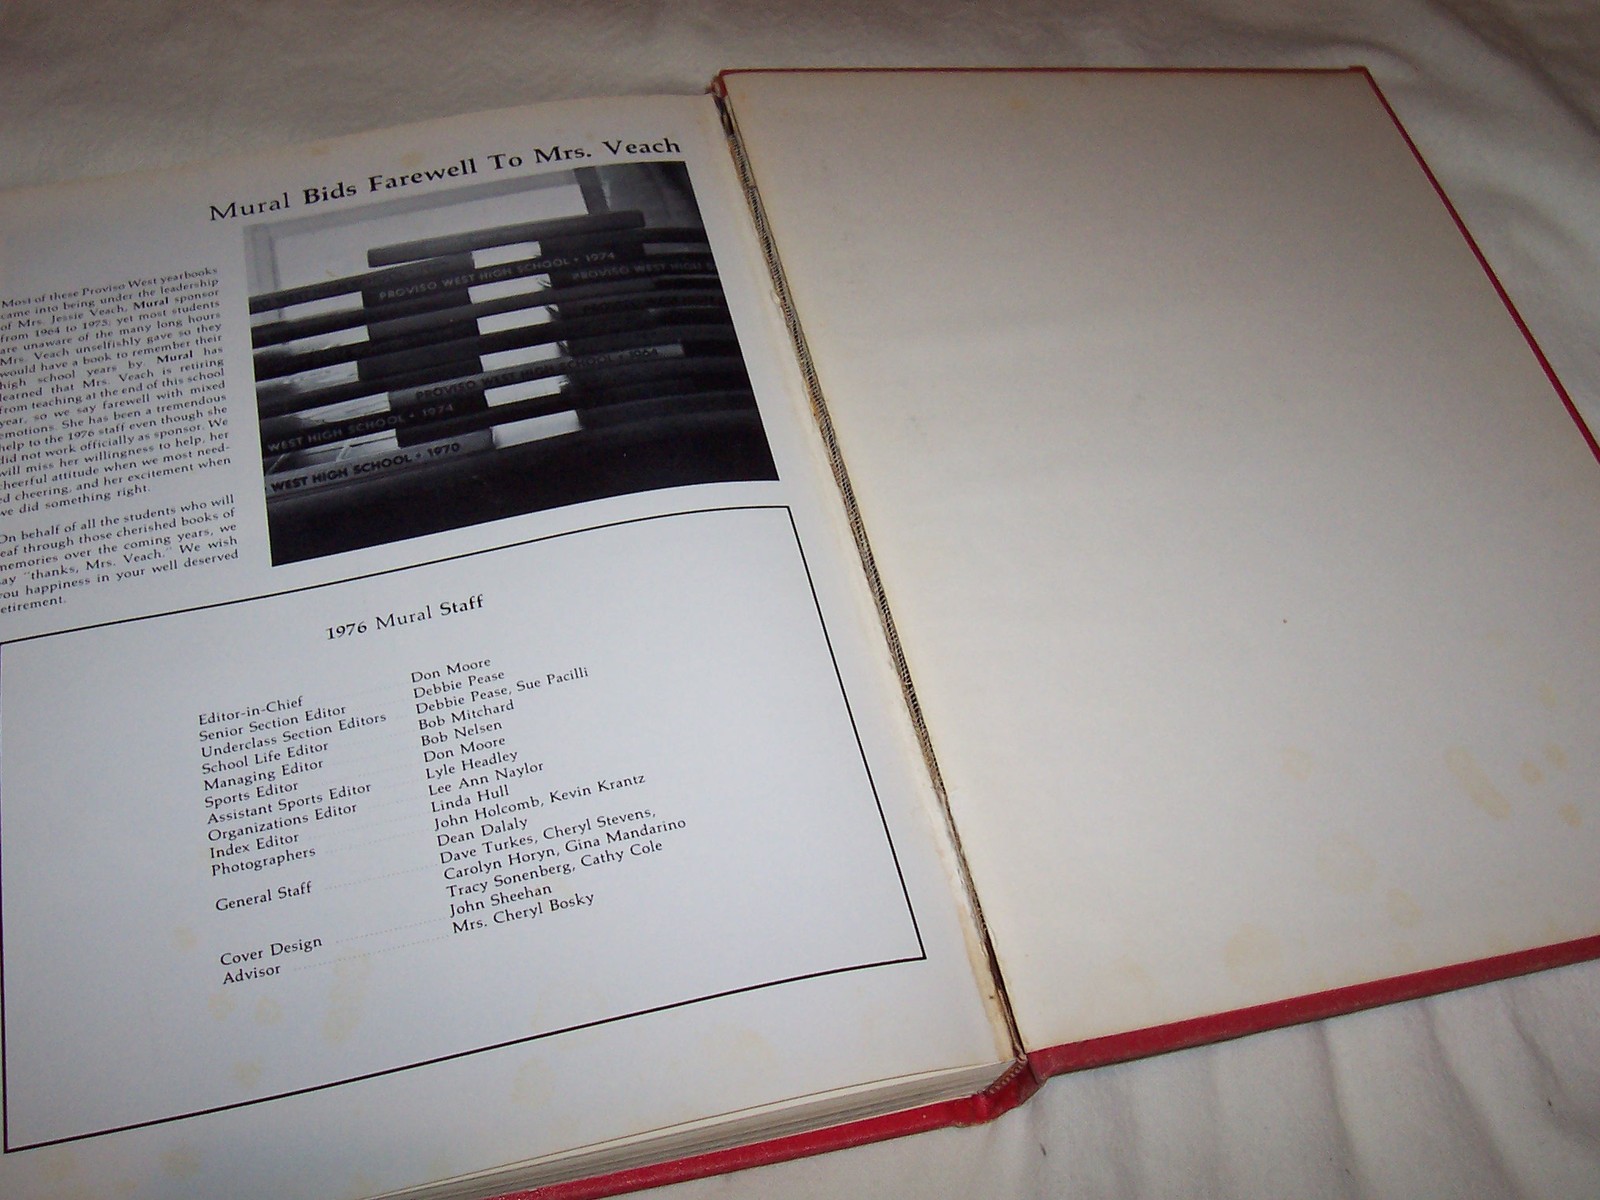 Mural Bids Farewell To Mrs. Veach
Most of these Proviso West yearbooks
came into being under the leadership
of Mrs. Jessie Veach, Mural sponsor
from 1964 to 1975; yet most students
are unaware of the many long hours
Mrs. Veach unselfishly gave so they
would have a book to remember their
high school years by. Mural has
learned that Mrs. Veach is retiring
from teaching at the end of this school
year, so we say farewell with mixed
emotions. She has been a tremendous
help to the 1976 staff even though she
did not work officially as sponsor. We
will miss her willingness to help, her
cheerful attitude when we most need-
ed cheering, and her excitement when
we did something right.
On behalf of all the students who will
leaf through those cherished books of
memories over the coming years, we
say "thanks, Mrs. Veach." We wish
you happiness in your well deserved
retirement.
PROVISO WEST HIGH SCHOOL • 1974
PROVISO WEST HIGH S
PROVISO WEST HIGH SCHOOL • 1964
WEST HIGH SCHOOL • 1974
WEST HIGH SCHOOL • 1970
1976 Mural Staff
Editor-in-Chief Don Moore
Senior Section Editor Debbie Pease
Underclass Section Editors Debbie Pease, Sue Pacilli
School Life Editor Bob Mitchard
Managing Editor Bob Nelsen
Sports Editor Don Moore
Assistant Sports Editor Lyle Headley
Organizations Editor Lee Ann Naylor
Index Editor Linda Hull
Photographers John Holcomb, Kevin Krantz
Dean Dalaly
General Staff Dave Turkes, Cheryl Stevens,
Carolyn Horyn, Gina Mandarino
Tracy Sonenberg, Cathy Cole
Cover Design John Sheehan
Advisor Mrs. Cheryl Bosky